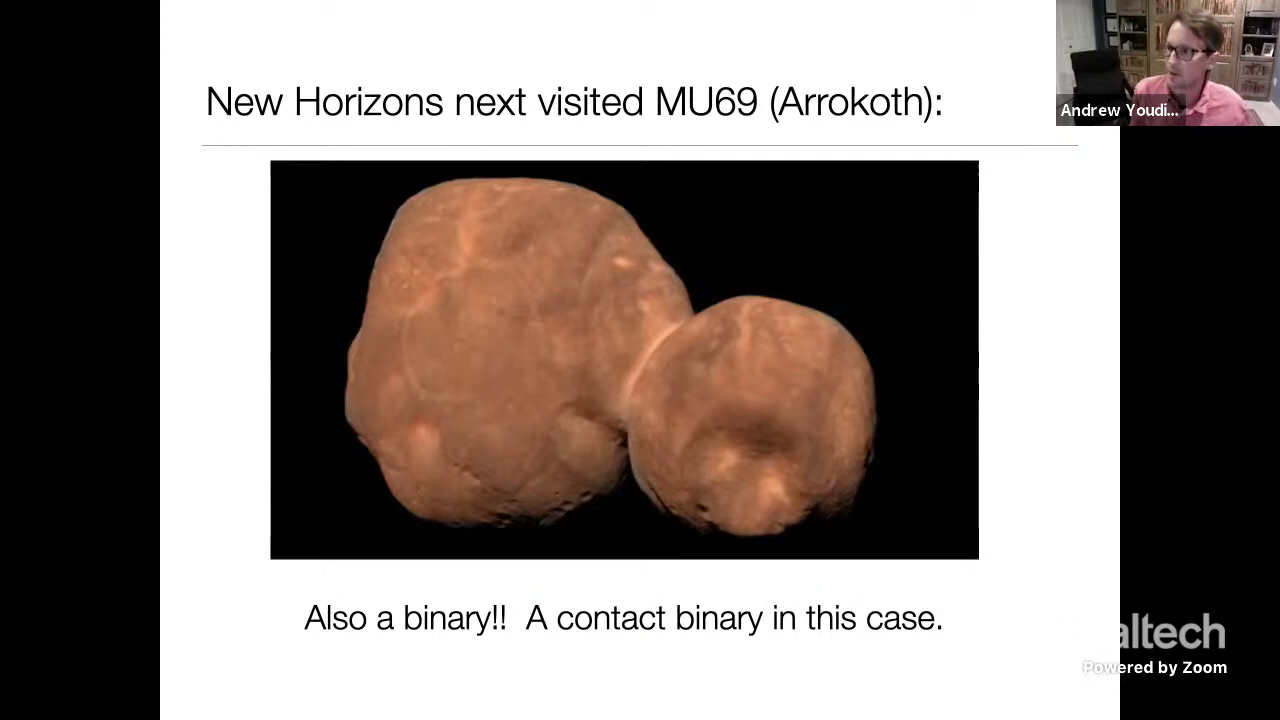 New Horizons next visited MU69 (Arrokoth):
Andrew Youdi...
Also a binary!!  A contact binary in this case.
altech
Powered by Zoom